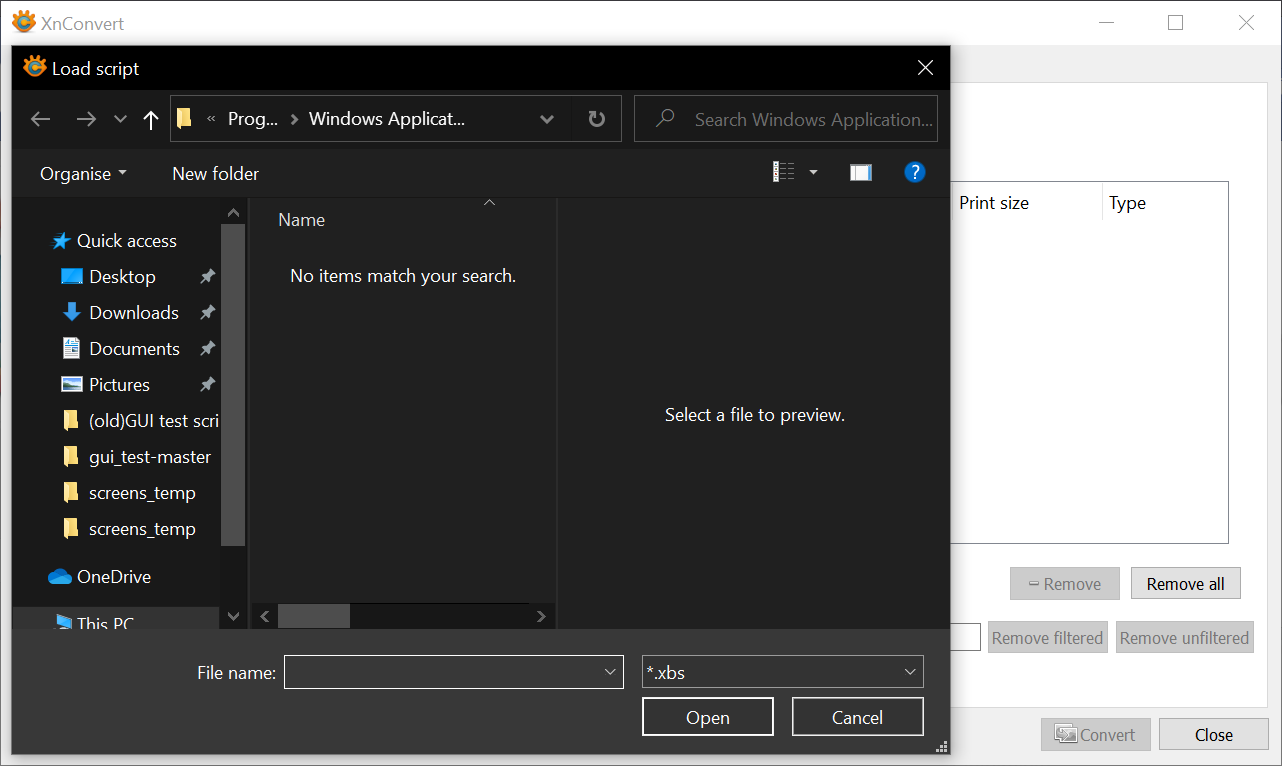 XnConvert
Load script
« Prog... > Windows Applicat...
Search Windows Application...
Organise
New folder
?
Print size
Type
Name
No items match your search.
Select a file to preview.
Quick access
Desktop
Downloads
Documents
Pictures
(old)GUI test scri
gui_test-master
screens_temp
screens_temp
OneDrive
This PC
Remove
Remove all
Remove filtered
Remove unfiltered
File name:
*.xbs
Open
Cancel
Convert
Close